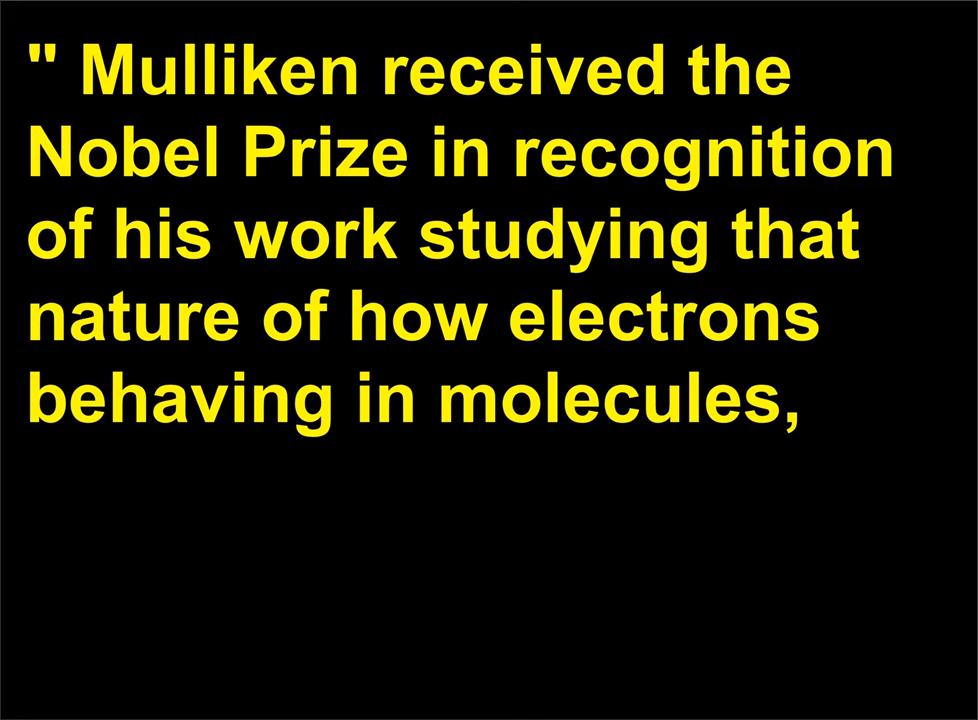 " Mulliken received the
Nobel Prize in recognition
of his work studying that
nature of how electrons
behaving in molecules,